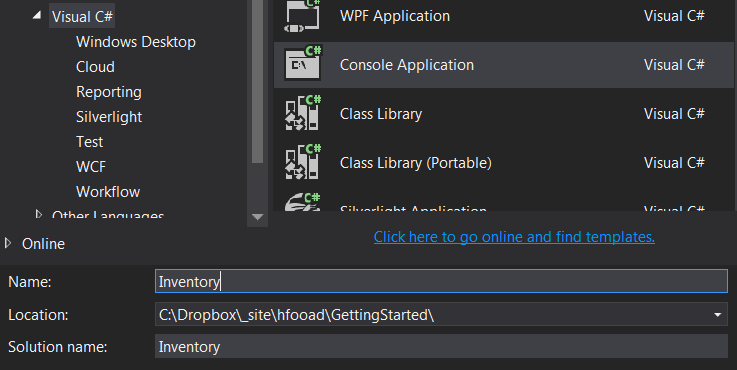 Visual C#
Windows Desktop
Cloud
Reporting
Silverlight
Test
WCF
Workflow
Other Languages
Online
WPF Application Visual C#
C# Console Application Visual C#
C# Class Library Visual C#
C# Class Library (Portable) Visual C#
C# Silverlight Application Visual C#
Click here to go online and find templates.
Name: Inventory
Location: C:\Dropbox\_site\hfooad\GettingStarted\
Solution name: Inventory